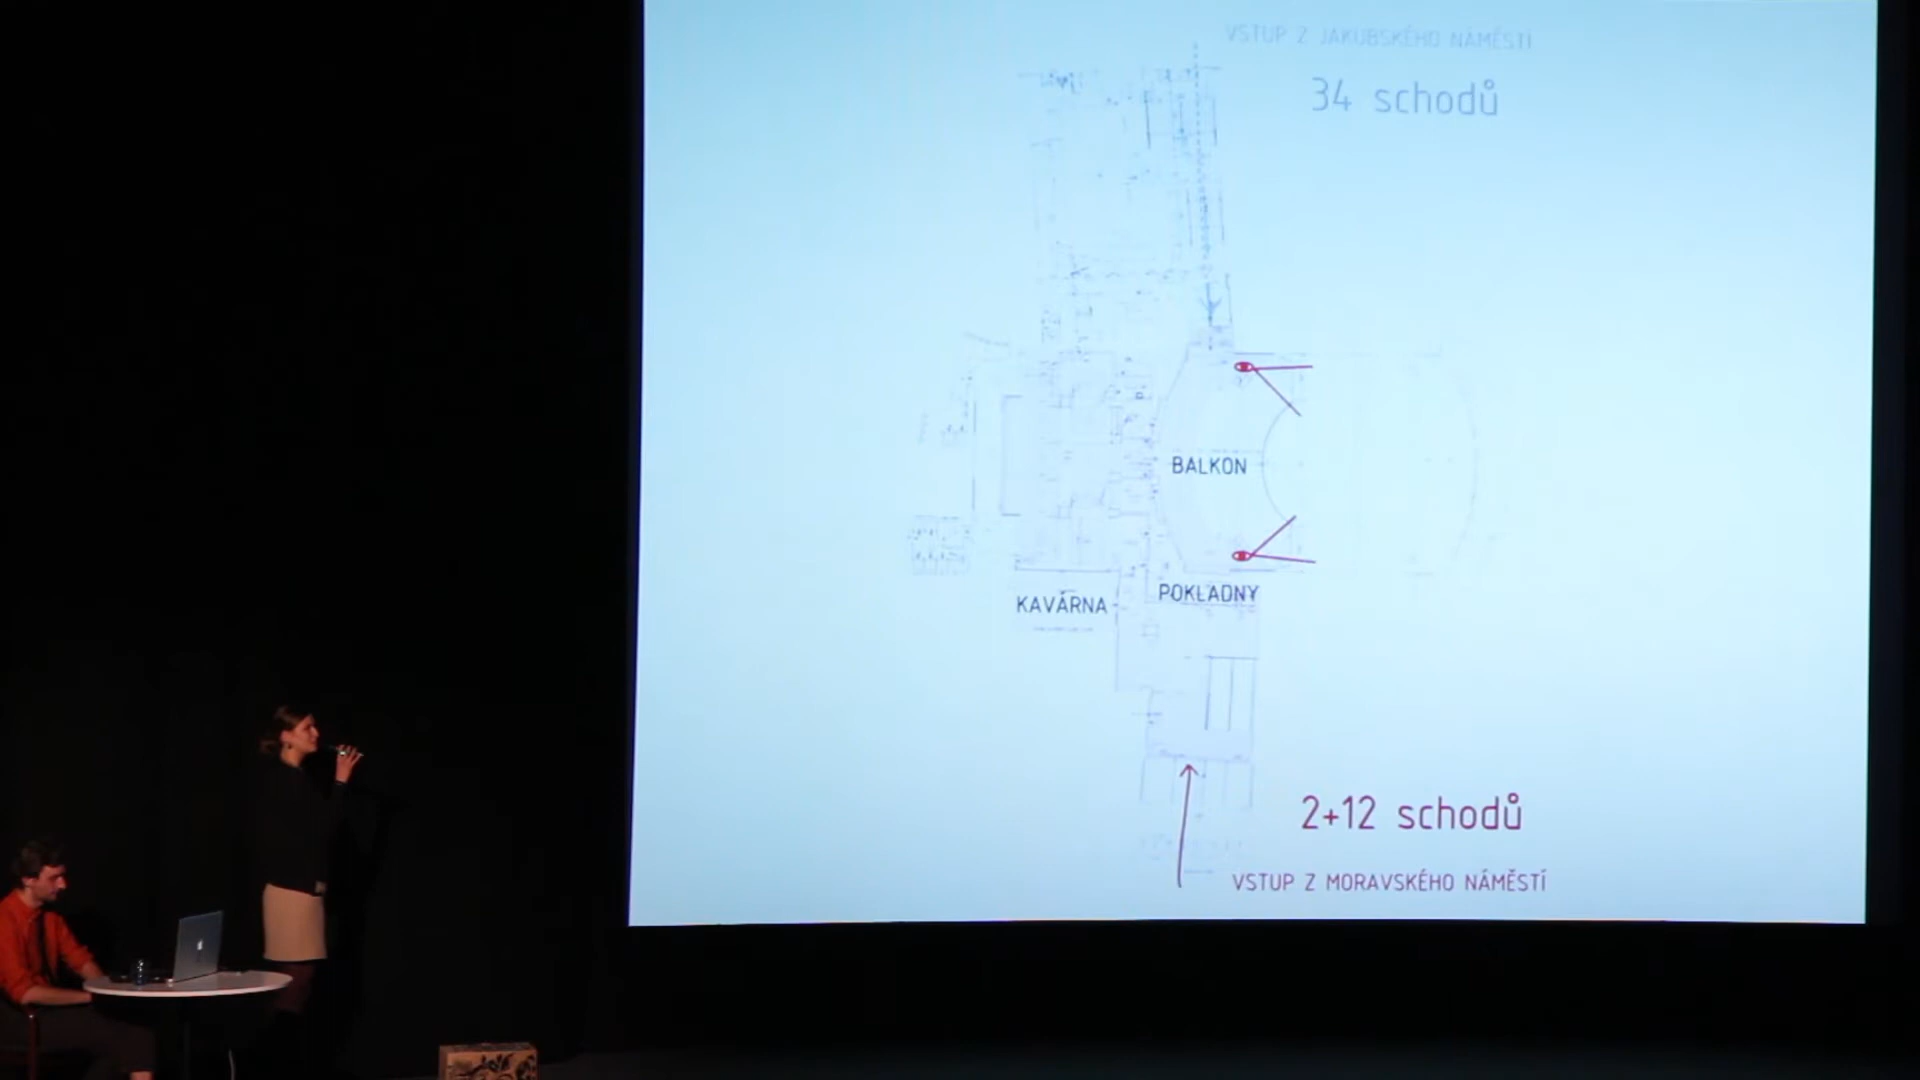 VSTUP Z JAKUBSKÉHO NÁMĚSTÍ
34 schodů
BALKON
POKLADNY
KAVÁRNA
2+12 schodů
VSTUP Z MORAVSKÉHO NÁMĚSTÍ